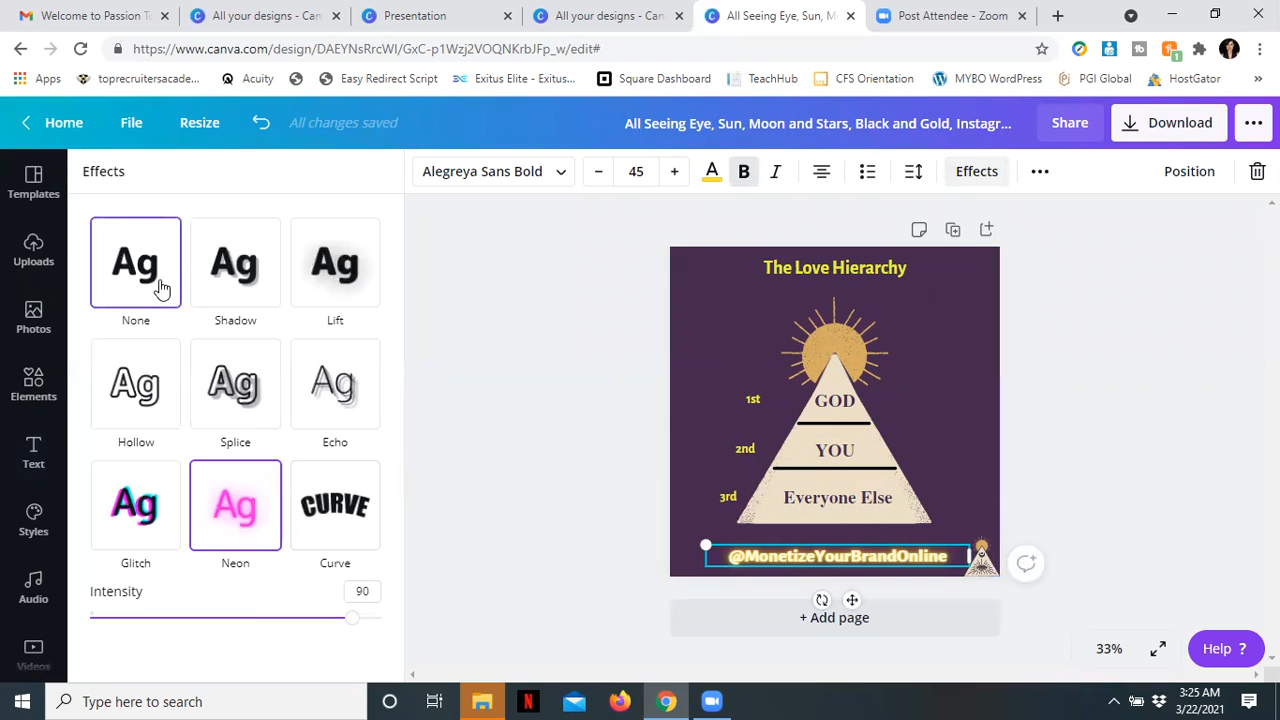 Welcome to Passion To
All your designs - Can
Presentation
All your designs - Can
All Seeing Eye, Sun, M
Post Attendee - Zoom
https://www.canva.com/design/DAEYNsRrcWI/GxC-p1Wzj2VOQNKrbJFp_w/edit#
Apps
toprecruitersacade...
Acuity
Easy Redirect Script
Exitus Elite - Exitus...
Square Dashboard
TeachHub
CFS Orientation
MYBO WordPress
PGI Global
HostGator
Home
File
Resize
All changes saved
All Seeing Eye, Sun, Moon and Stars, Black and Gold, Instagr...
Share
Download
Templates
Uploads
Photos
Elements
Text
Styles
Audio
Videos
Effects
Alegreya Sans Bold
– 45 +
A
B
I
Effects
Position
Ag
None
Ag
Shadow
Ag
Lift
Ag
Hollow
Ag
Splice
Ag
Echo
Ag
Glitch
Ag
Neon
CURVE
Curve
Intensity
90
The Love Hierarchy
1st
GOD
2nd
YOU
3rd
Everyone Else
@MonetizeYourBrandOnline
+ Add page
33%
Help ?
Type here to search
3:25 AM
3/22/2021